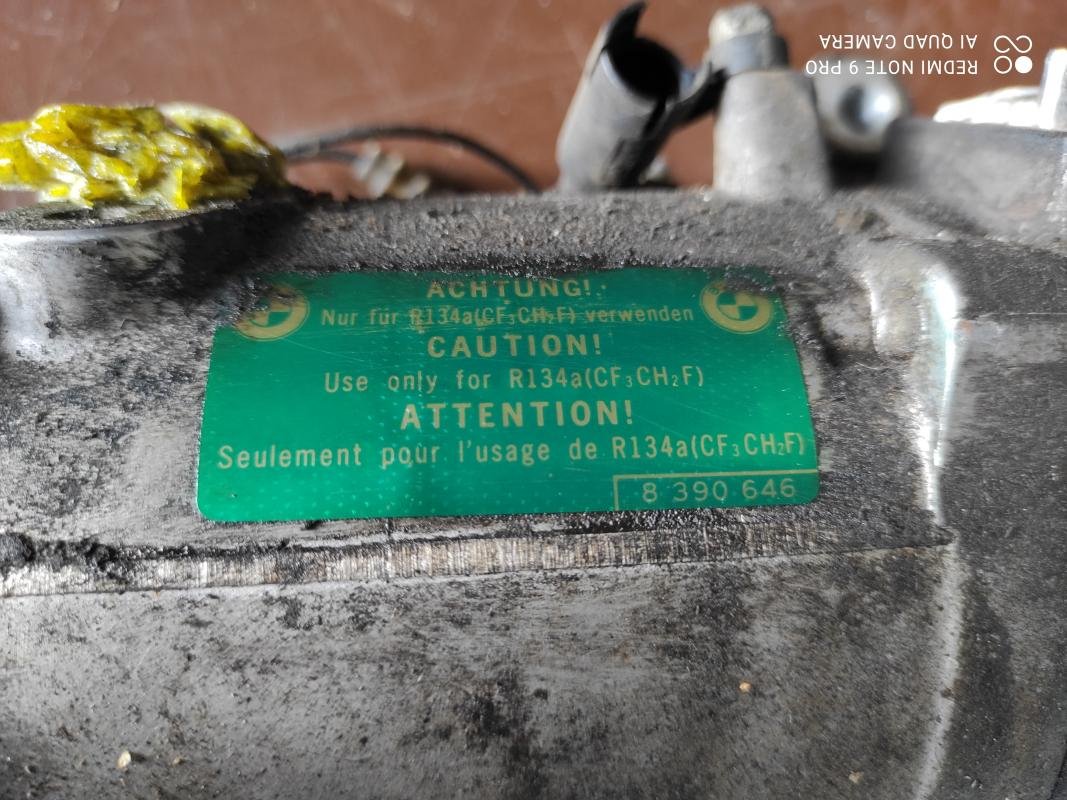 ACHTUNG!
Nur für R134a(CF₃CH₂F) verwenden
CAUTION!
Use only for R134a(CF₃CH₂F)
ATTENTION!
Seulement pour l'usage de R134a(CF₃CH₂F)
8 390 646
REDMI NOTE 9 PRO
AI QUAD CAMERA